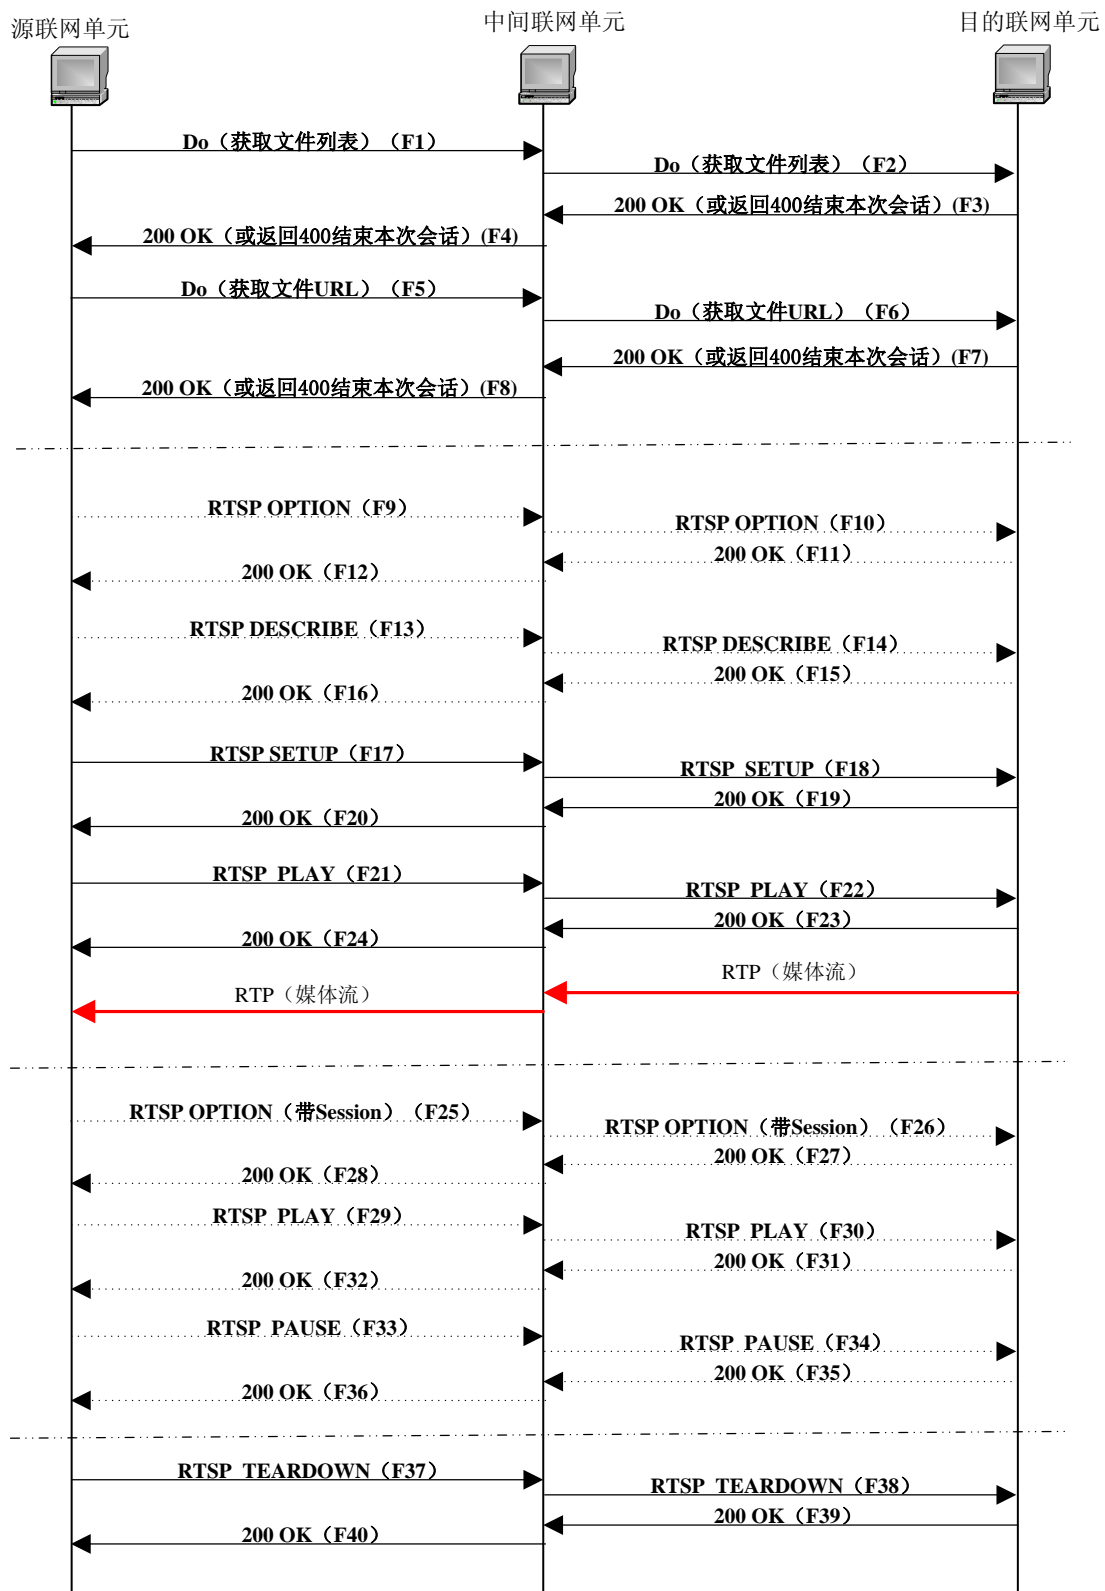 源联网单元
中间联网单元
目的联网单元
Do（获取文件列表）（F1）
Do（获取文件列表）（F2）
200 OK（或返回400结束本次会话）(F3)
200 OK（或返回400结束本次会话）(F4)
Do（获取文件URL）（F5）
Do（获取文件URL）（F6）
200 OK（或返回400结束本次会话）(F7)
200 OK（或返回400结束本次会话）(F8)
RTSP OPTION（F9）
RTSP OPTION（F10）
200 OK（F11）
200 OK（F12）
RTSP DESCRIBE（F13）
RTSP DESCRIBE（F14）
200 OK（F15）
200 OK（F16）
RTSP SETUP（F17）
RTSP SETUP（F18）
200 OK（F19）
200 OK（F20）
RTSP PLAY（F21）
RTSP PLAY（F22）
200 OK（F23）
200 OK（F24）
RTP（媒体流）
RTP（媒体流）
RTSP OPTION（带Session）（F25）
RTSP OPTION（带Session）（F26）
200 OK（F27）
200 OK（F28）
RTSP PLAY（F29）
RTSP PLAY（F30）
200 OK（F31）
200 OK（F32）
RTSP PAUSE（F33）
RTSP PAUSE（F34）
200 OK（F35）
200 OK（F36）
RTSP TEARDOWN（F37）
RTSP TEARDOWN（F38）
200 OK（F39）
200 OK（F40）